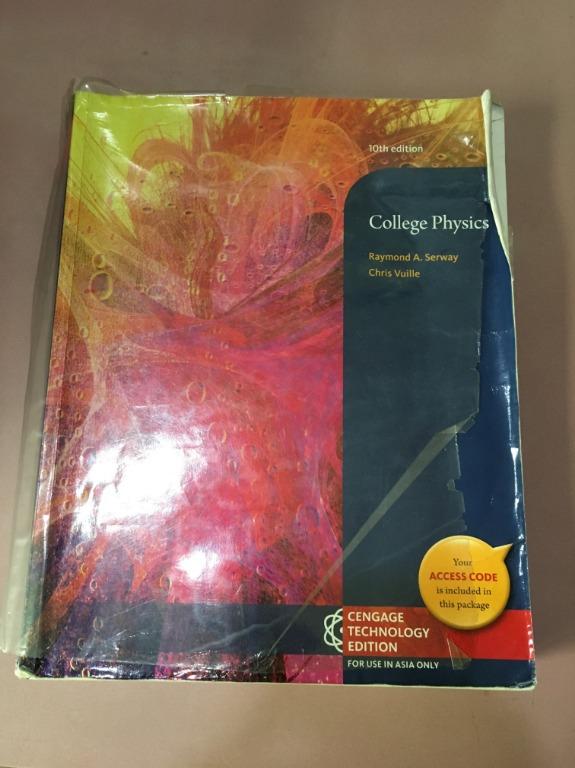 10th edition
College Physics
Raymond A. Serway
Chris Vuille
Your
ACCESS CODE
is included in
this package
CENGAGE
TECHNOLOGY
EDITION
FOR USE IN ASIA ONLY